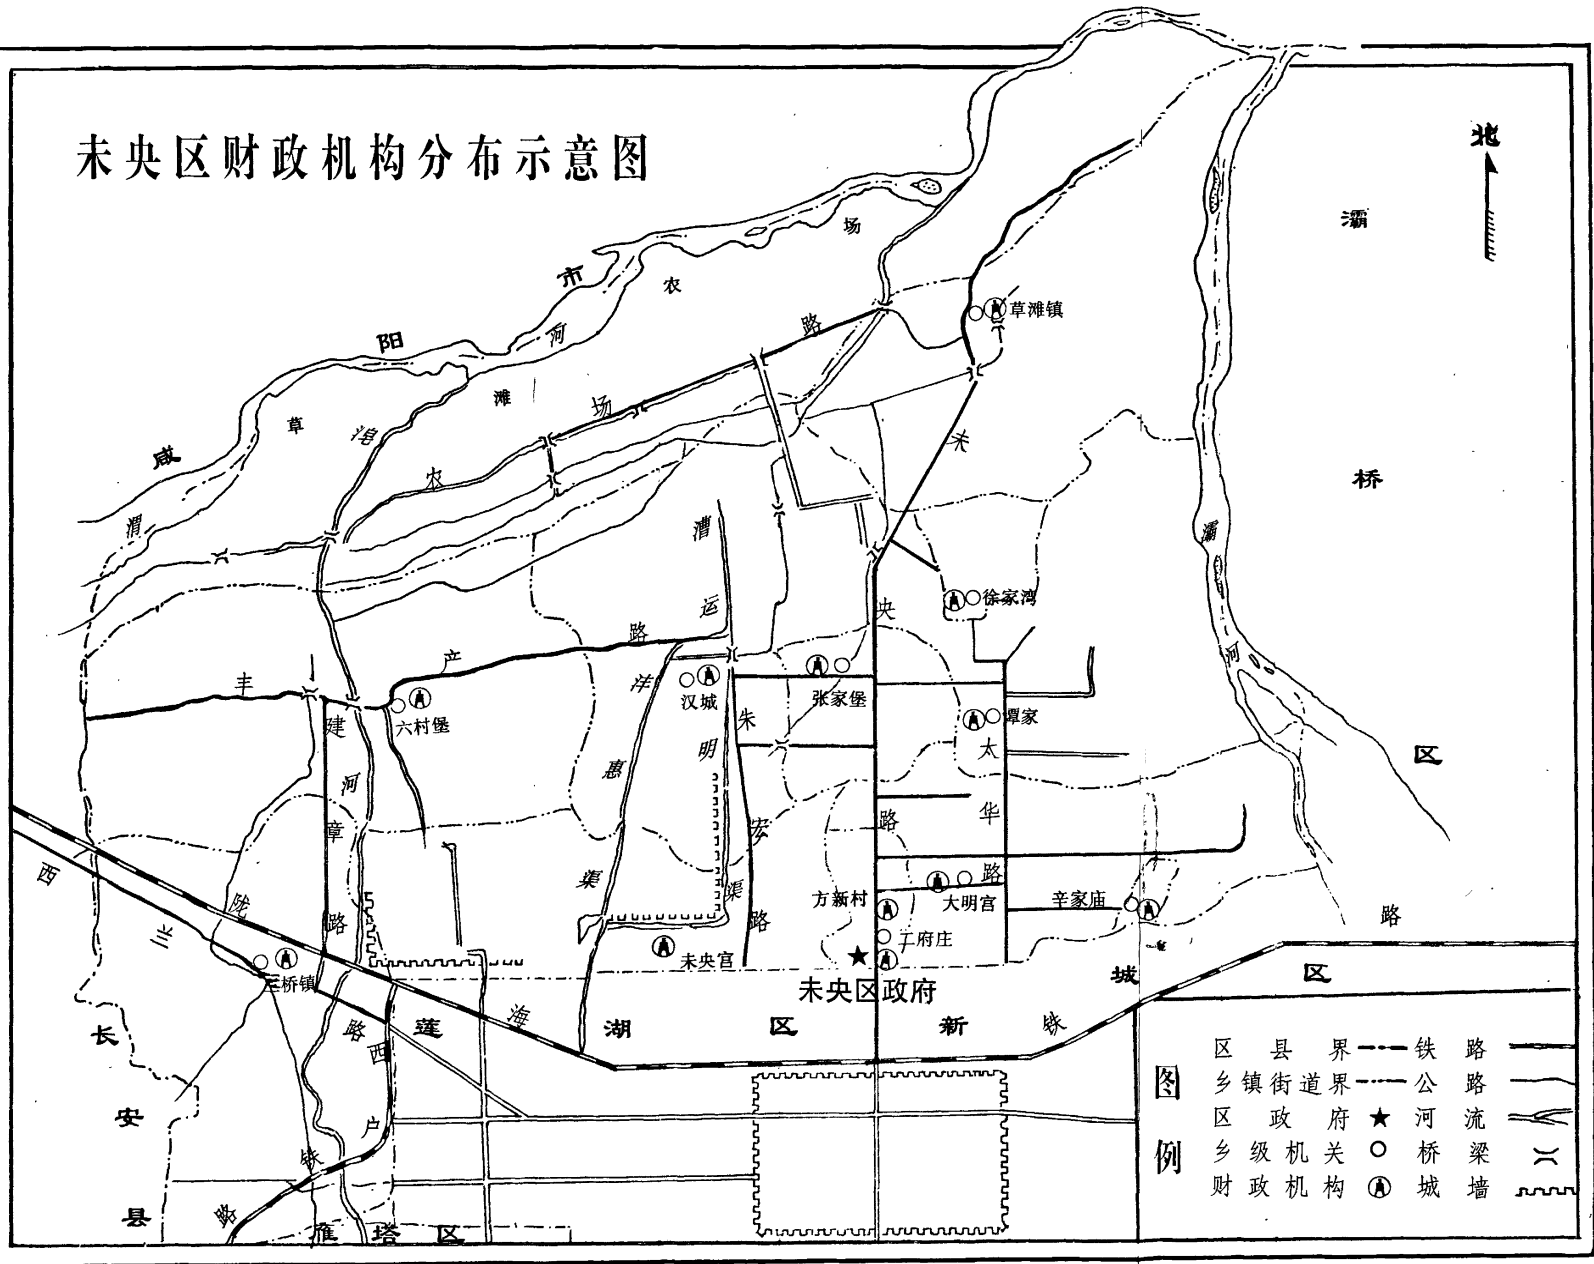 未央区财政机构分布示意图
北
灞
桥
区
咸
阳
市
渭
河
草
滩
农
场
农
场
路
草滩镇
未
央
路
徐家湾
灞
河
漕
运
明
渠
丰
产
路
六村堡
汉城
张家堡
谭家
太
华
路
朱
宏
路
建
章
路
河
沣
惠
渠
方新村
大明宫
辛家庙
二府庄
未央宫
未央区政府
三桥镇
西
兰
路
陇
海
铁
路
西
户
铁
路
长
安
县
莲
湖
区
新
城
区
雁塔区
图例
区县界
铁路
乡镇街道界
公路
区政府
河流
乡级机关
桥梁
财政机构
城墙